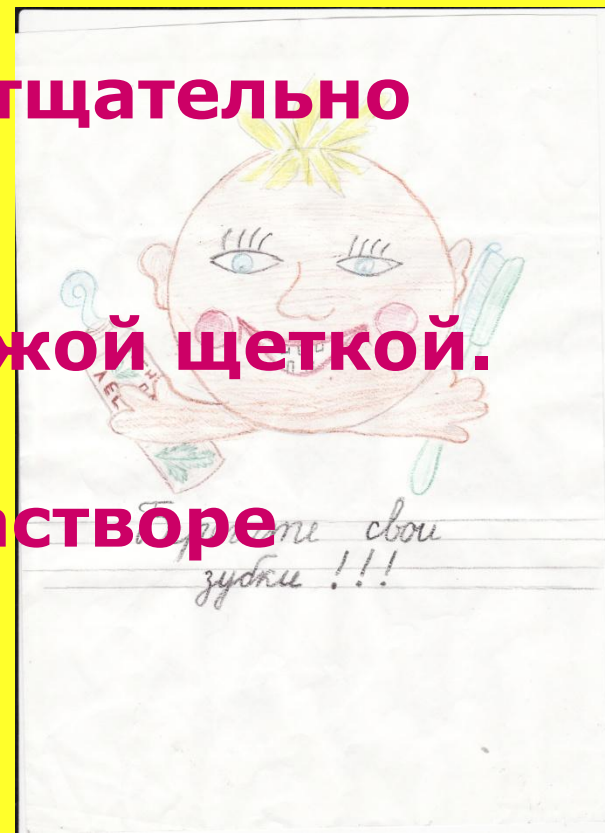 тщательно
жой щеткой.
астворе
свои
зубки !!!